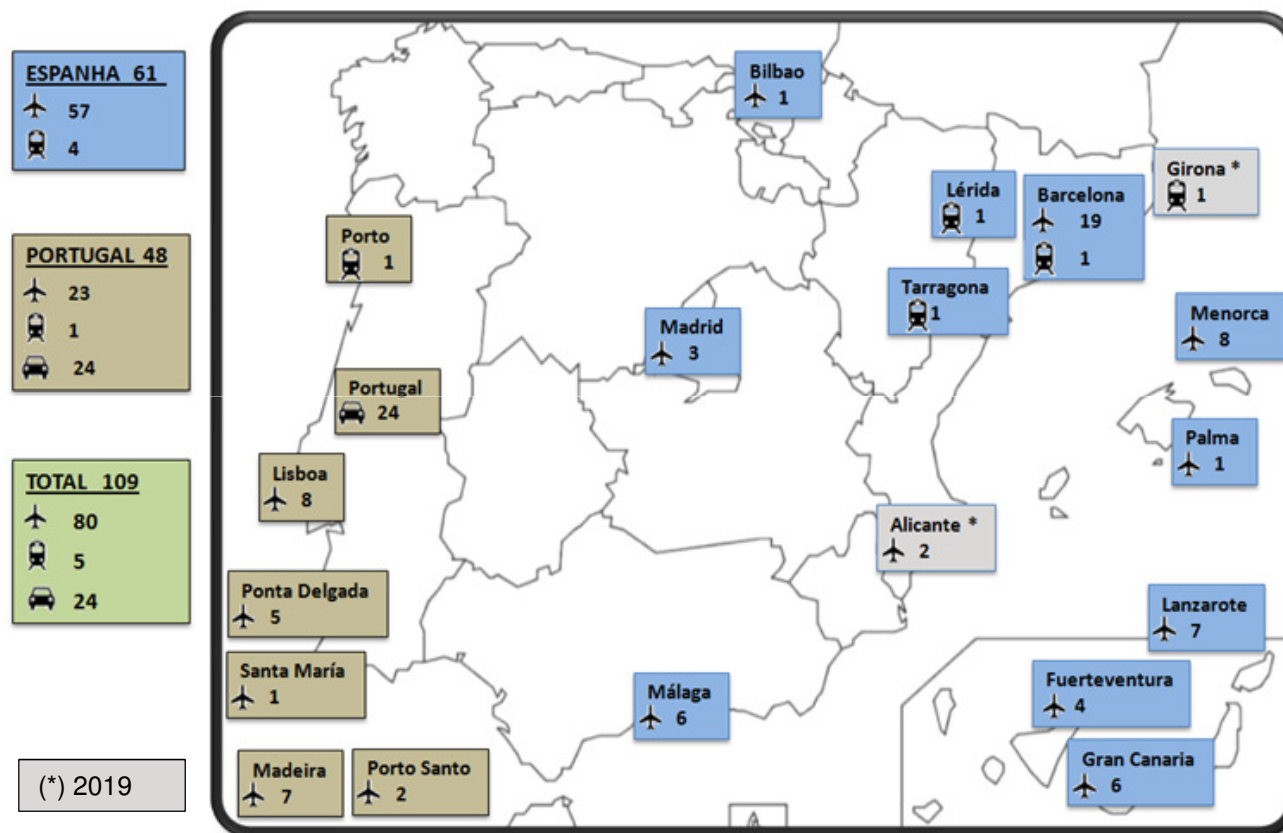 ESPANHA 61
57
4
PORTUGAL 48
23
1
24
TOTAL 109
80
5
24
(*) 2019
Bilbao
1
Girona *
1
Lérida
1
Barcelona
19
1
Porto
1
Tarragona
1
Menorca
8
Madrid
3
Portugal
24
Palma
1
Lisboa
8
Alicante *
2
Ponta Delgada
5
Lanzarote
7
Santa María
1
Málaga
6
Fuerteventura
4
Madeira
7
Porto Santo
2
Gran Canaria
6